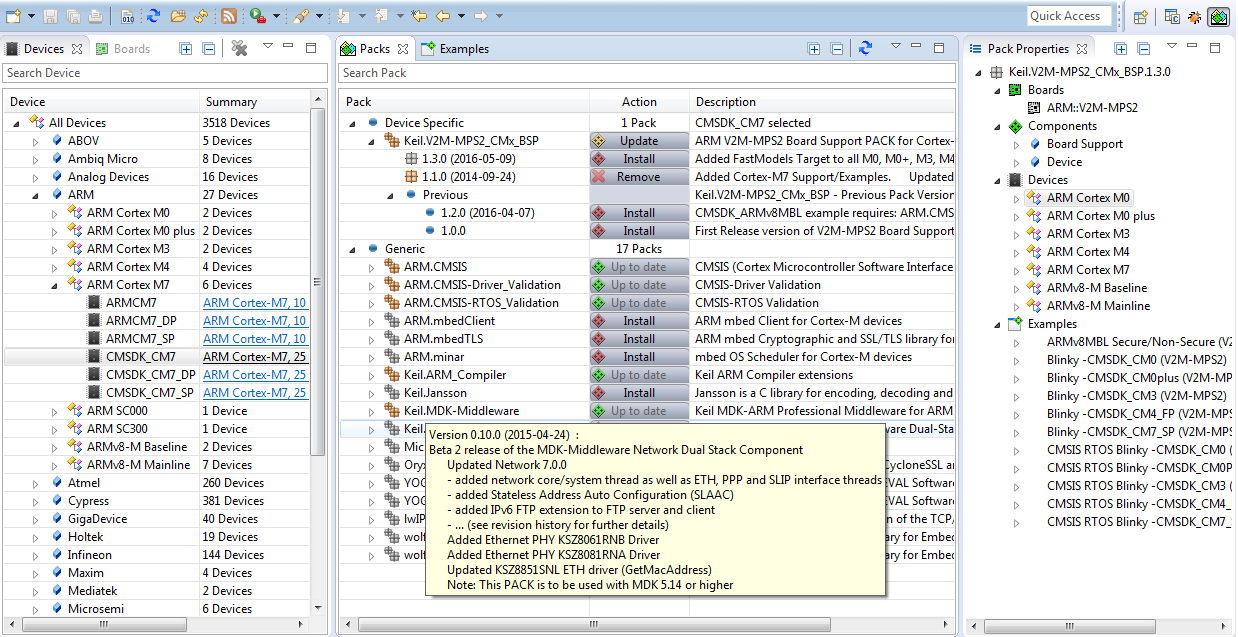 010
Quick Access
Devices
Boards
Search Device
Device Summary
All Devices 3518 Devices
ABOV 5 Devices
Ambiq Micro 8 Devices
Analog Devices 16 Devices
ARM 27 Devices
ARM Cortex M0 2 Devices
ARM Cortex M0 plus 2 Devices
ARM Cortex M3 2 Devices
ARM Cortex M4 4 Devices
ARM Cortex M7 6 Devices
ARMCM7 ARM Cortex-M7, 10
ARMCM7_DP ARM Cortex-M7, 10
ARMCM7_SP ARM Cortex-M7, 10
CMSDK_CM7 ARM Cortex-M7, 25
CMSDK_CM7_DP ARM Cortex-M7, 25
CMSDK_CM7_SP ARM Cortex-M7, 25
ARM SC000 1 Device
ARM SC300 1 Device
ARMv8-M Baseline 2 Devices
ARMv8-M Mainline 7 Devices
Atmel 260 Devices
Cypress 381 Devices
GigaDevice 40 Devices
Holtek 19 Devices
Infineon 144 Devices
Maxim 4 Devices
Mediatek 2 Devices
Microsemi 6 Devices
Packs
Examples
Search Pack
Pack Action Description
Device Specific 1 Pack CMSDK_CM7 selected
Keil.V2M-MPS2_CMx_BSP Update ARM V2M-MPS2 Board Support PACK for Cortex-
1.3.0 (2016-05-09) Install Added FastModels Target to all M0, M0+, M3, M4
1.1.0 (2014-09-24) Remove Added Cortex-M7 Support/Examples. Updated
Previous Keil.V2M-MPS2_CMx_BSP - Previous Pack Version
1.2.0 (2016-04-07) Install CMSDK_ARMv8MBL example requires: ARM.CMS
1.0.0 Install First Release version of V2M-MPS2 Board Support
Generic 17 Packs
ARM.CMSIS Up to date CMSIS (Cortex Microcontroller Software Interface
ARM.CMSIS-Driver_Validation Up to date CMSIS-Driver Validation
ARM.CMSIS-RTOS_Validation Up to date CMSIS-RTOS Validation
ARM.mbedClient Install ARM mbed Client for Cortex-M devices
ARM.mbedTLS Install ARM mbed Cryptographic and SSL/TLS library for
ARM.minar Install mbed OS Scheduler for Cortex-M devices
Keil.ARM_Compiler Up to date Keil ARM Compiler extensions
Keil.Jansson Install Jansson is a C library for encoding, decoding and
Keil.MDK-Middleware Up to date Keil MDK-ARM Professional Middleware for ARM
Keil. ware Dual-Sta
Version 0.10.0 (2015-04-24) :
Beta 2 release of the MDK-Middleware Network Dual Stack Component
Updated Network 7.0.0
- added network core/system thread as well as ETH, PPP and SLIP interface threads
- added Stateless Address Auto Configuration (SLAAC)
- added IPv6 FTP extension to FTP server and client
- ... (see revision history for further details)
Added Ethernet PHY KSZ8061RNB Driver
Added Ethernet PHY KSZ8081RNA Driver
Updated KSZ8851SNL ETH driver (GetMacAddress)
Note: This PACK is to be used with MDK 5.14 or higher
Mic
Oryx CycloneSSL ar
YOG EVAL Software
YOG EVAL Software
lwIP n of the TCP/
wolf ary for Embed
wolf ary for Embed
Pack Properties
Keil.V2M-MPS2_CMx_BSP.1.3.0
Boards
ARM::V2M-MPS2
Components
Board Support
Device
Devices
ARM Cortex M0
ARM Cortex M0 plus
ARM Cortex M3
ARM Cortex M4
ARM Cortex M7
ARMv8-M Baseline
ARMv8-M Mainline
Examples
ARMv8MBL Secure/Non-Secure (V2
Blinky -CMSDK_CM0 (V2M-MPS2)
Blinky -CMSDK_CM0plus (V2M-MP
Blinky -CMSDK_CM3 (V2M-MPS2)
Blinky -CMSDK_CM4_FP (V2M-MPS
Blinky -CMSDK_CM7_SP (V2M-MPS
CMSIS RTOS Blinky -CMSDK_CM0 (
CMSIS RTOS Blinky -CMSDK_CM0p
CMSIS RTOS Blinky -CMSDK_CM3 (
CMSIS RTOS Blinky -CMSDK_CM4_
CMSIS RTOS Blinky -CMSDK_CM7_